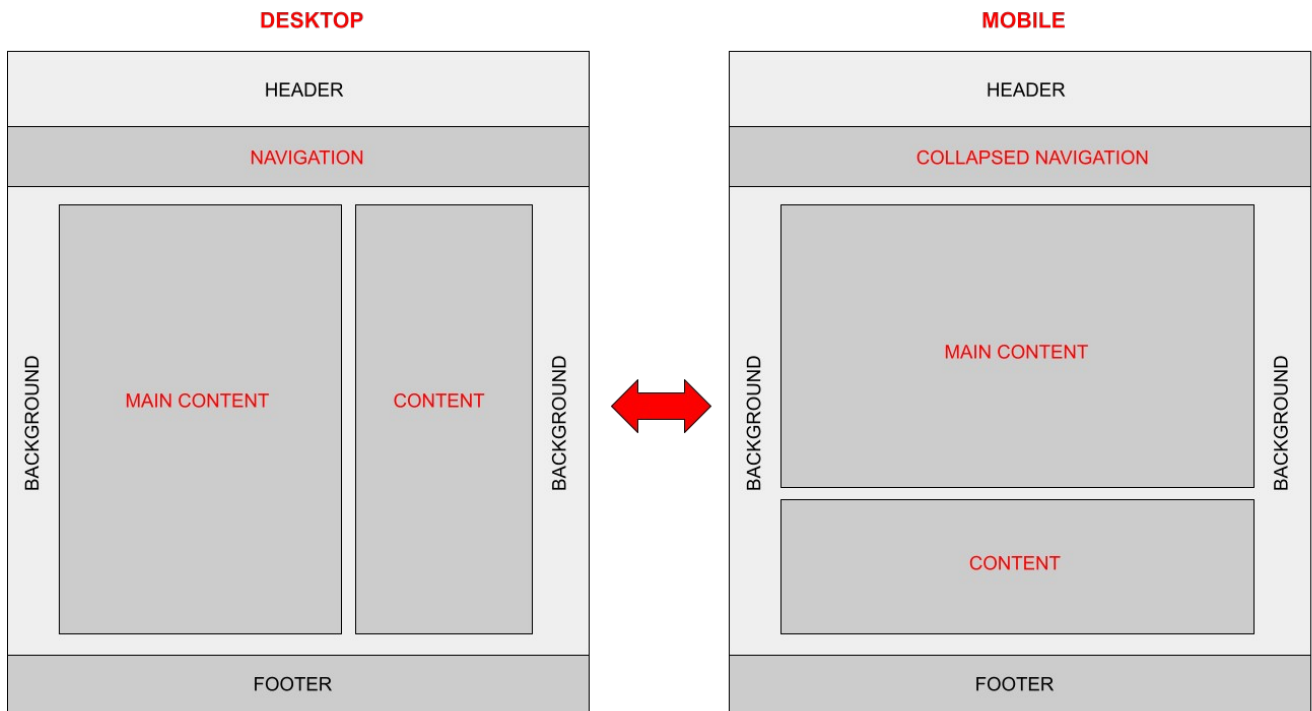 DESKTOP
HEADER
NAVIGATION
BACKGROUND
MAIN CONTENT
CONTENT
BACKGROUND
FOOTER
MOBILE
HEADER
COLLAPSED NAVIGATION
BACKGROUND
MAIN CONTENT
BACKGROUND
CONTENT
FOOTER